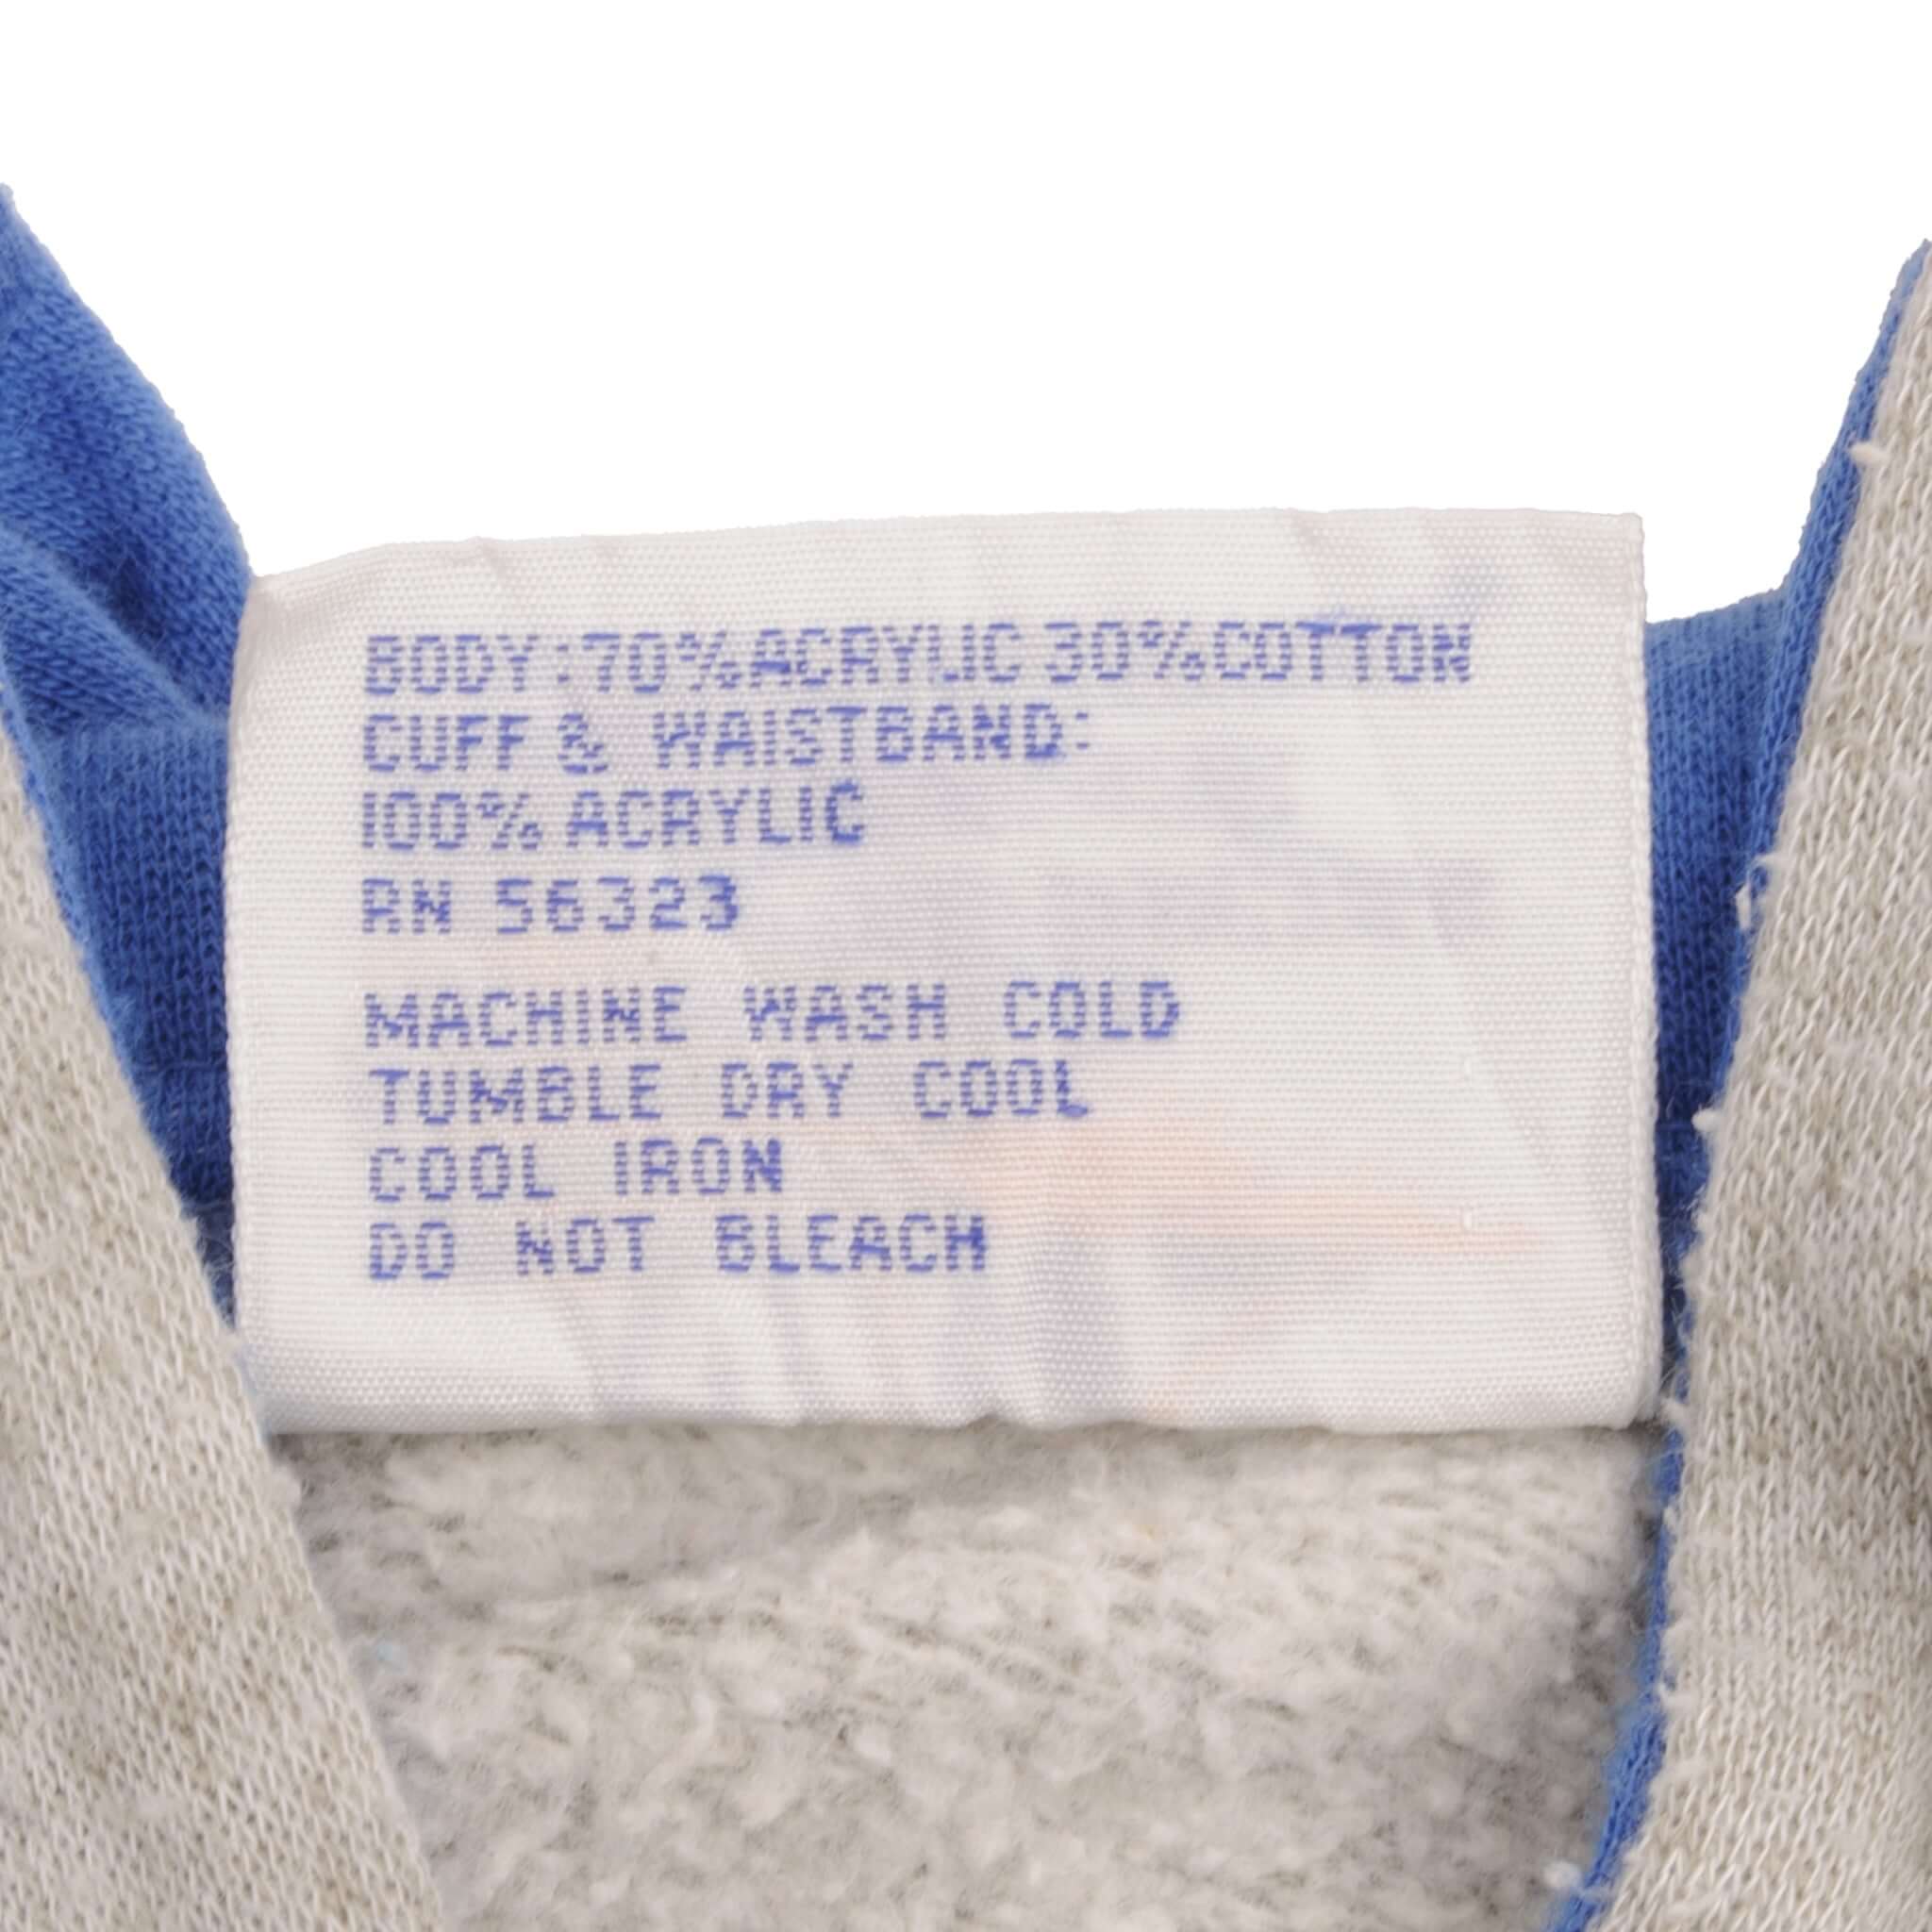 BODY:70% ACRYLIC 30% COTTON
CUFF & WAISTBAND:
100% ACRYLIC
RN 56323
MACHINE WASH COLD
TUMBLE DRY COOL
COOL IRON
DO NOT BLEACH